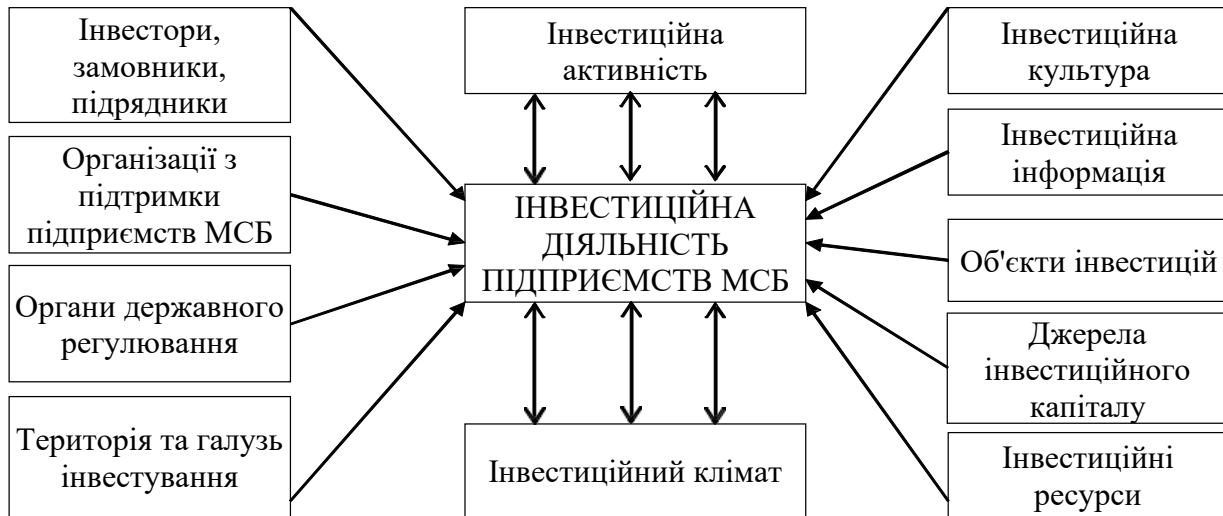 Інвестори,
замовники,
підрядники
Організації з
підтримки
підприємств МСБ
Органи державного
регулювання
Територія та галузь
інвестування
Інвестиційна
активність
ІНВЕСТИЦІЙНА
ДІЯЛЬНІСТЬ
ПІДПРИЄМСТВ МСБ
Інвестиційний клімат
Інвестиційна
культура
Інвестиційна
інформація
Об'єкти інвестицій
Джерела
інвестиційного
капіталу
Інвестиційні
ресурси